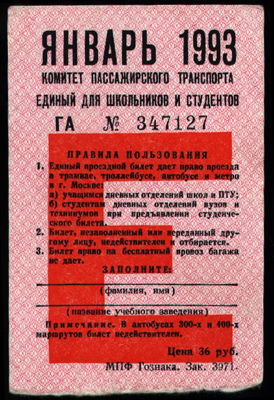 ЯНВАРЬ 1993
КОМИТЕТ ПАССАЖИРСКОГО ТРАНСПОРТА
ЕДИНЫЙ ДЛЯ ШКОЛЬНИКОВ И СТУДЕНТОВ
ГА № 347127
ПРАВИЛА ПОЛЬЗОВАНИЯ
1. Единый проездной билет дает право проезда
в трамвае, троллейбусе, автобусе и метро
в г. Москве:
а) учащимся дневных отделений школ и ПТУ;
б) студентам дневных отделений вузов и
техникумов при предъявлении студенче-
ского билета.
2. Билет, незаполненный или переданный дру-
гому лицу, недействителен и отбирается.
3. Билет право на бесплатный провоз багажа
не дает.
ЗАПОЛНИТЕ:
(фамилия, имя)
(название учебного заведения)
Примечание. В автобусах 300-х и 400-х
маршрутов билет недействителен.
Цена 36 руб.
МПФ Гознака. Зак. 3971.